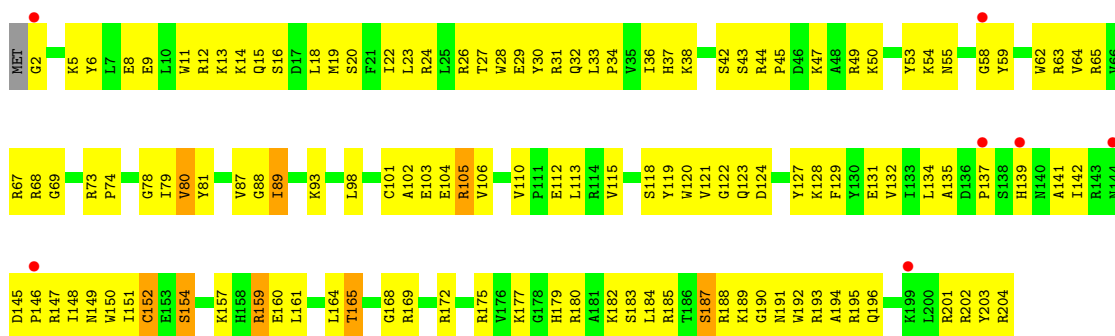 MET G2 K5 Y6 L7 E8 E9 L10 W11 R12 K13 K14 Q15 S16 D17 L18 M19 S20 F21 I22 L23 R24 L25 R26 T27 W28 E29 Y30 R31 Q32 L33 P34 V35 I36 H37 K38 S42 S43 R44 P45 D46 K47 A48 R49 K50 Y53 K54 N55 G58 Y59 W62 R63 V64 R65 V66
R67 R68 G69 R73 P74 G78 I79 V80 Y81 V87 G88 I89 K93 L98 C101 A102 E103 E104 R105 V106 V110 P111 E112 L113 R114 V115 S118 Y119 W120 V121 G122 Q123 D124 Y127 K128 F129 Y130 E131 V132 I133 L134 A135 D136 P137 S138 H139 N140 A141 I142 R143 N144
D145 P146 R147 I148 N149 W150 I151 C152 E153 S154 K157 H158 R159 E160 L161 L164 T165 G168 R169 R172 R175 V176 K177 G178 H179 R180 A181 K182 S183 L184 R185 T186 S187 R188 K189 G190 N191 W192 R193 A194 R195 Q196 K199 L200 R201 R202 Y203 R204